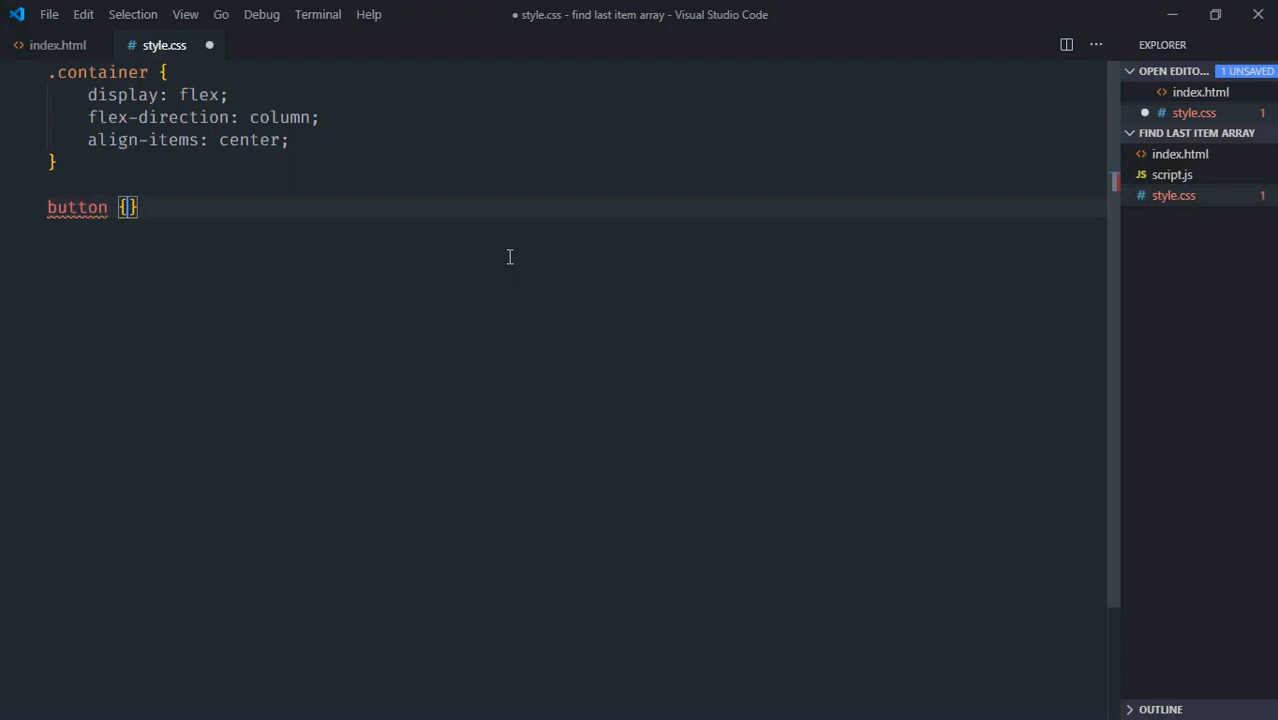 File Edit Selection View Go Debug Terminal Help
● style.css - find last item array - Visual Studio Code
<> index.html
# style.css ●
.container {
display: flex;
flex-direction: column;
align-items: center;
}
button {}
EXPLORER
OPEN EDITO... 1 UNSAVED
<> index.html
● # style.css 1
FIND LAST ITEM ARRAY
<> index.html
JS script.js
# style.css 1
OUTLINE